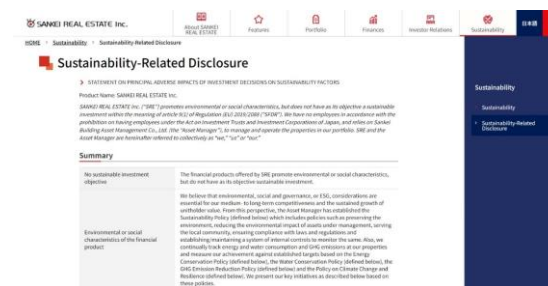 SANKEI REAL ESTATE Inc.
About SANKEI
REAL ESTATE
Features
Portfolio
Finances
Investor Relations
Sustainability
日本語
HOME > Sustainability > Sustainability-Related Disclosure
Sustainability-Related Disclosure
STATEMENT ON PRINCIPAL ADVERSE IMPACTS OF INVESTMENT DECISIONS ON SUSTAINABILITY FACTORS
Product Name: SANKEI REAL ESTATE Inc.
SANKEI REAL ESTATE Inc. ("SRE") promotes environmental or social characteristics, but does not have as its objective a sustainable
investment within the meaning of article 9(1) of Regulation (EU) 2019/2088 ("SFDR"). We have no employees in accordance with the
prohibition on having employees under the Act on Investment Trusts and Investment Corporations of Japan, and relies on Sankei
Building Asset Management Co., Ltd. (the "Asset Manager"), to manage and operate the properties in our portfolio. SRE and the
Asset Manager are hereinafter referred to collectively as "we," "us" or "our."
Summary
No sustainable investment
objective
The financial products offered by SRE promote environmental or social characteristics,
but do not have as its objective sustainable investment.
Environmental or social
characteristics of the financial
product
We believe that environmental, social and governance, or ESG, considerations are
essential for our medium- to long-term competitiveness and the sustained growth of
unitholder value. From this perspective, the Asset Manager has established the
Sustainability Policy (defined below) which includes policies such as preserving the
environment, reducing the environmental impact of assets under management, serving
the local community, ensuring compliance with laws and regulations and
establishing/maintaining a system of internal controls to monitor the same. Also, we
continually track energy and water consumption and GHG emissions at our properties
and measure our achievement against established targets based on the Energy
Conservation Policy (defined below), the Water Conservation Policy (defined below), the
GHG Emission Reduction Policy (defined below) and the Policy on Climate Change and
Resilience (defined below). We present our key initiatives as described below based on
these policies.
Sustainability
Sustainability
Sustainability-Related
Disclosure